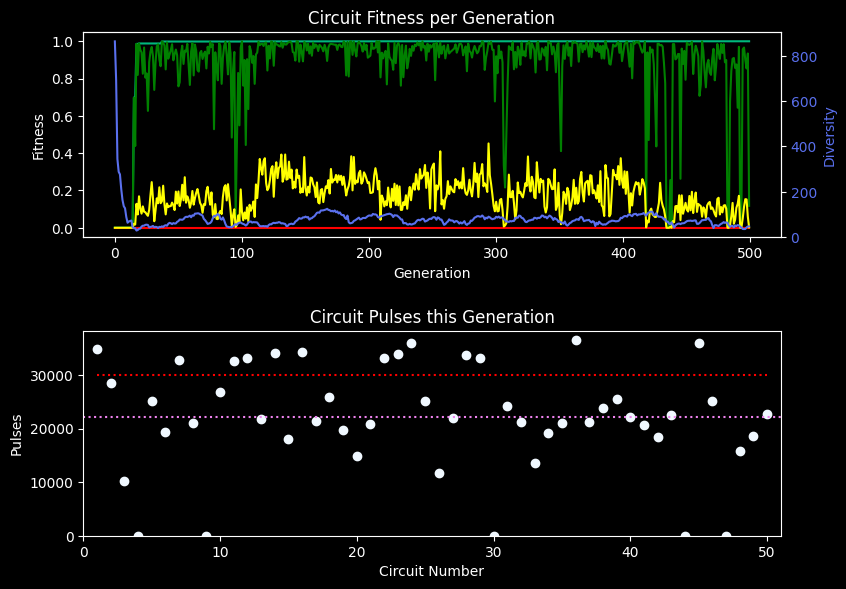 Circuit Fitness per Generation
1.0
0.8
0.6
0.4
0.2
0.0
Fitness
800
600
400
200
0
Diversity
0 100 200 300 400 500
Generation
Circuit Pulses this Generation
30000
20000
10000
0
Pulses
0 10 20 30 40 50
Circuit Number